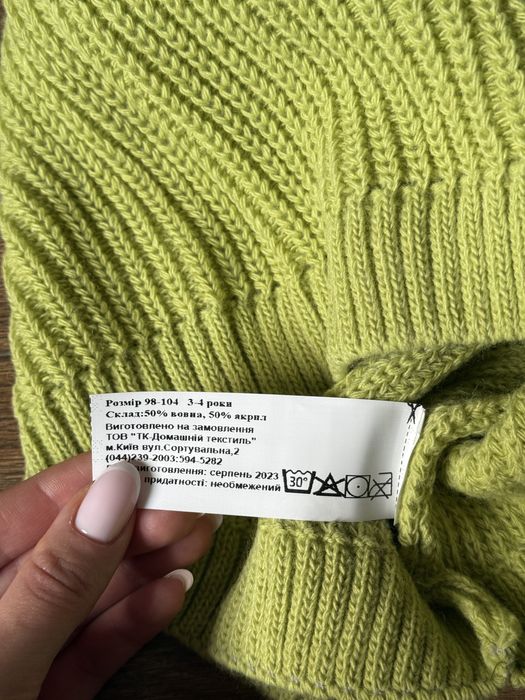 Розмір 98-104 3-4 роки
Склад:50% вовна, 50% акрил
Виготовлено на замовлення
ТОВ "ТК-Домашній текстиль"
м.Київ вул.Сортувальна,2
(044)239-2003;594-5282
виготовлення: серпень 2023
придатності: необмежений
30°